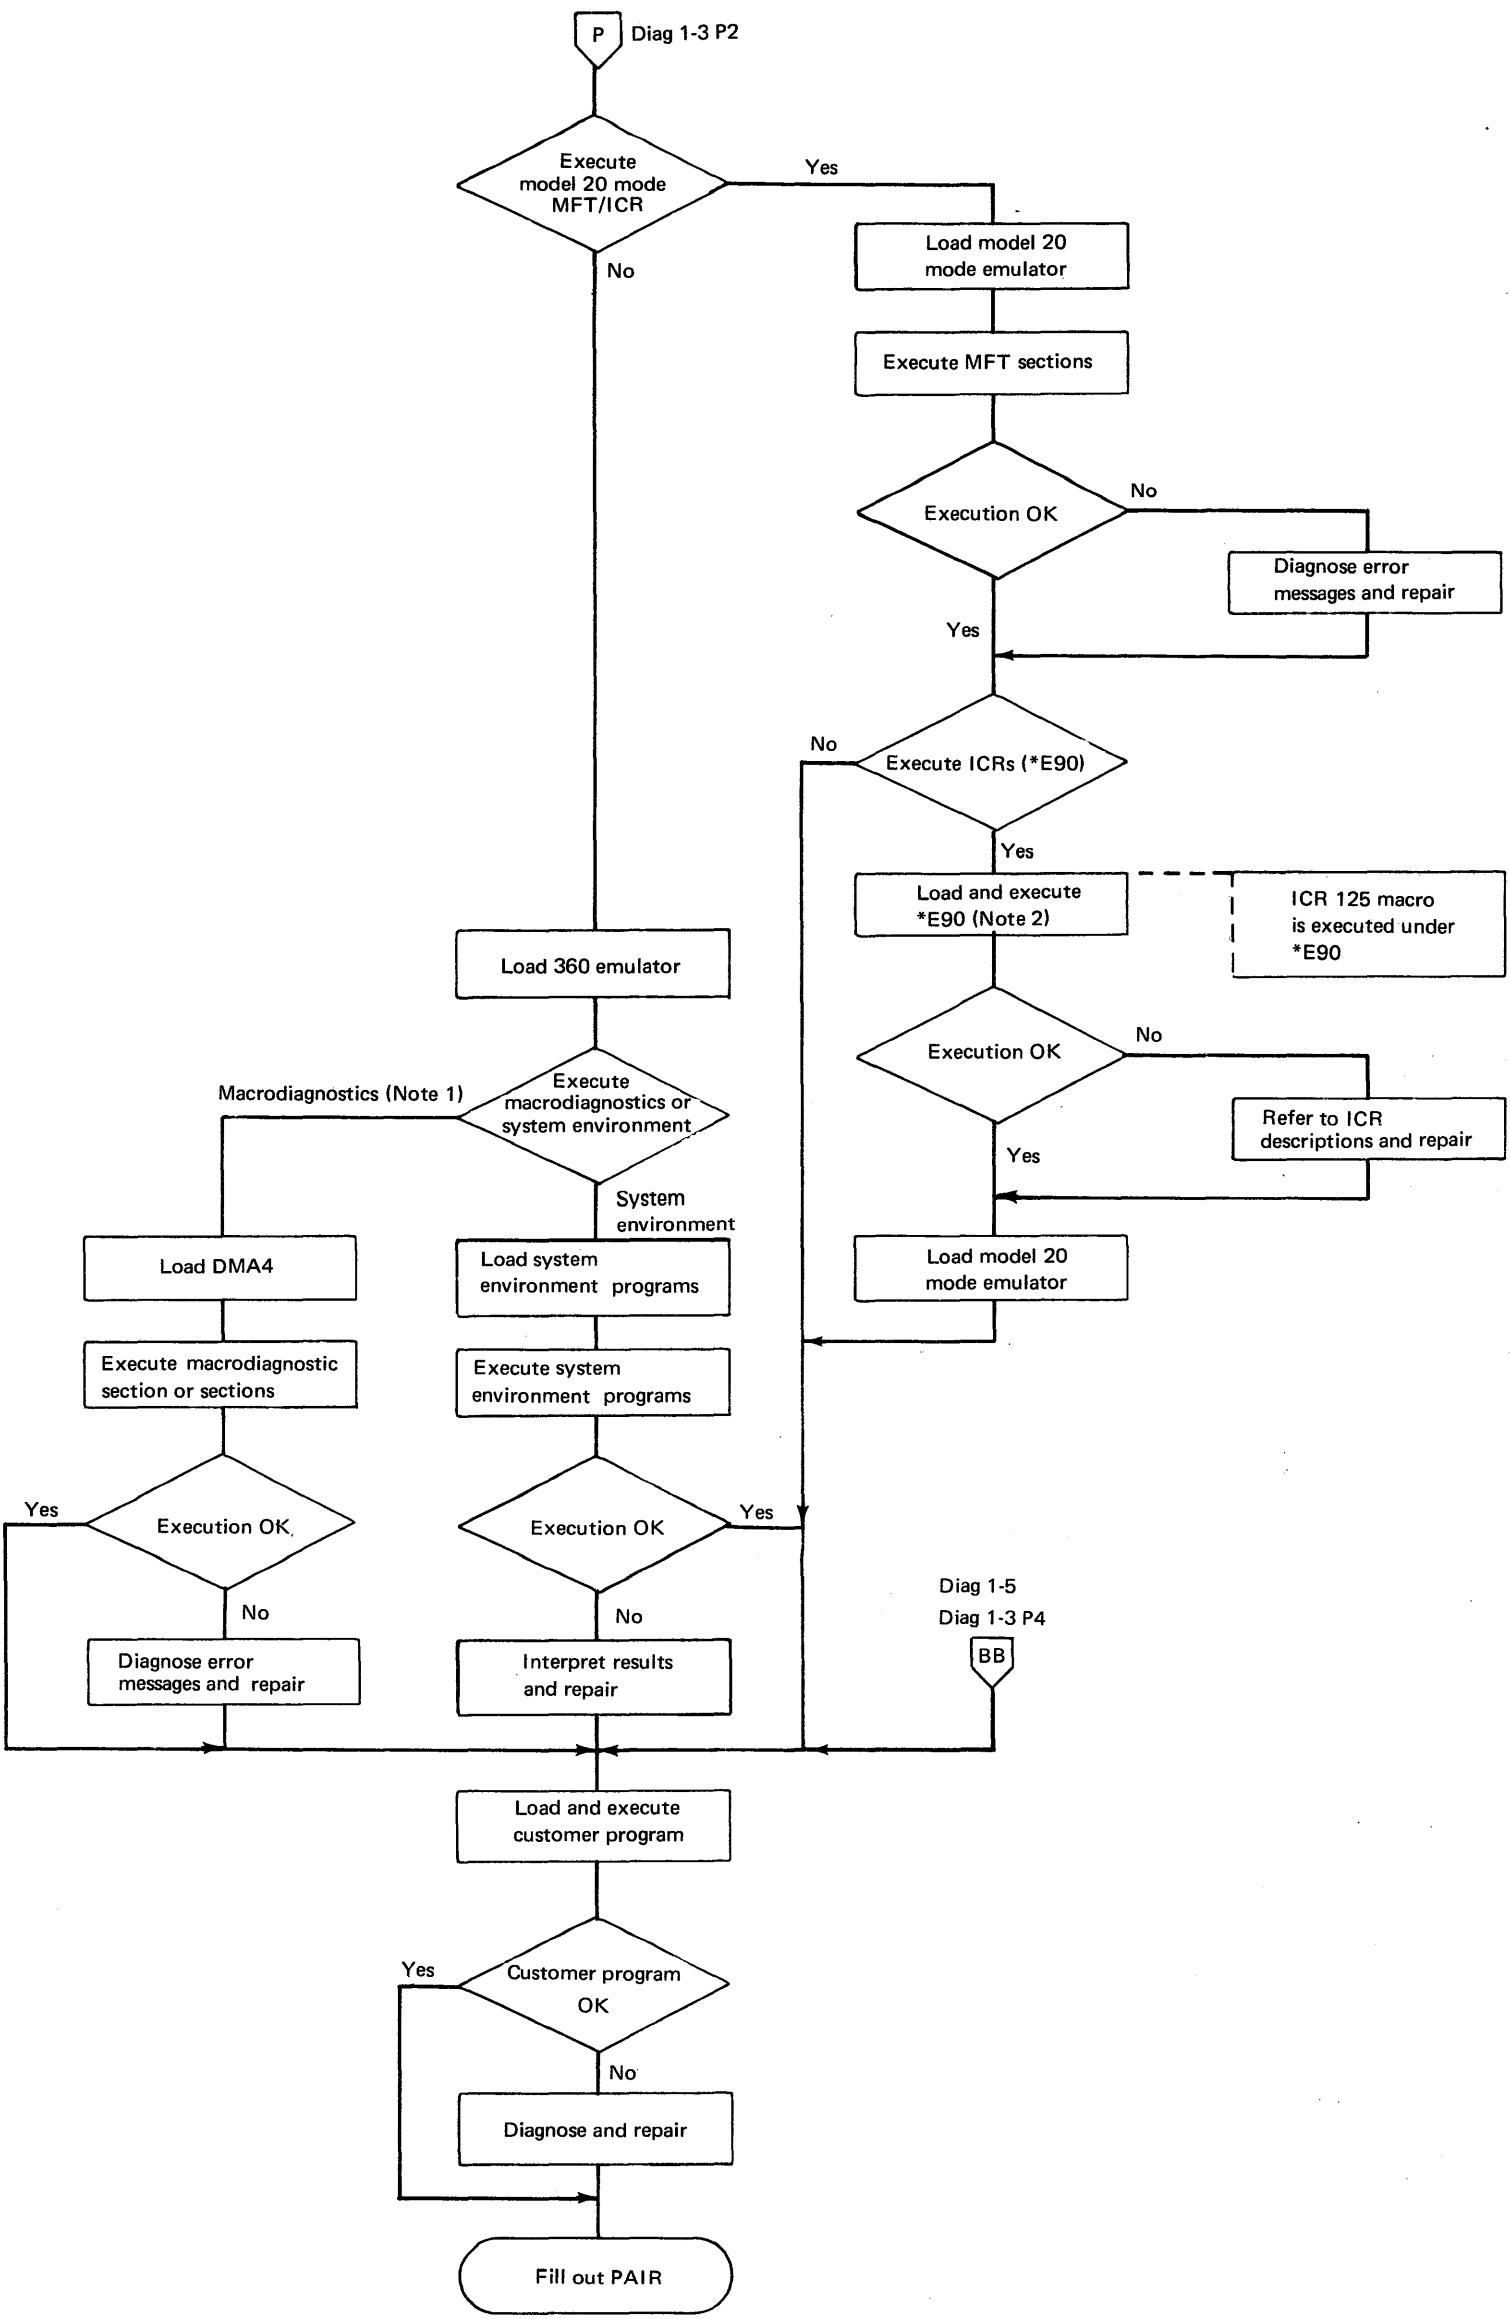 P
Diag 1-3 P2
Execute
model 20 mode
MFT/ICR
Yes
No
Load model 20
mode emulator
Execute MFT sections
Execution OK
No
Diagnose error
messages and repair
Yes
Execute ICRs (*E90)
No
Yes
Load and execute
*E90 (Note 2)
ICR 125 macro
is executed under
*E90
Execution OK
No
Refer to ICR
descriptions and repair
Yes
Load model 20
mode emulator
Load 360 emulator
Execute
macrodiagnostics or
system environment
Macrodiagnostics (Note 1)
System
environment
Load DMA4
Execute macrodiagnostic
section or sections
Execution OK
Yes
No
Diagnose error
messages and repair
Load system
environment programs
Execute system
environment programs
Execution OK
Yes
No
Interpret results
and repair
Diag 1-5
Diag 1-3 P4
BB
Load and execute
customer program
Customer program
OK
Yes
No
Diagnose and repair
Fill out PAIR